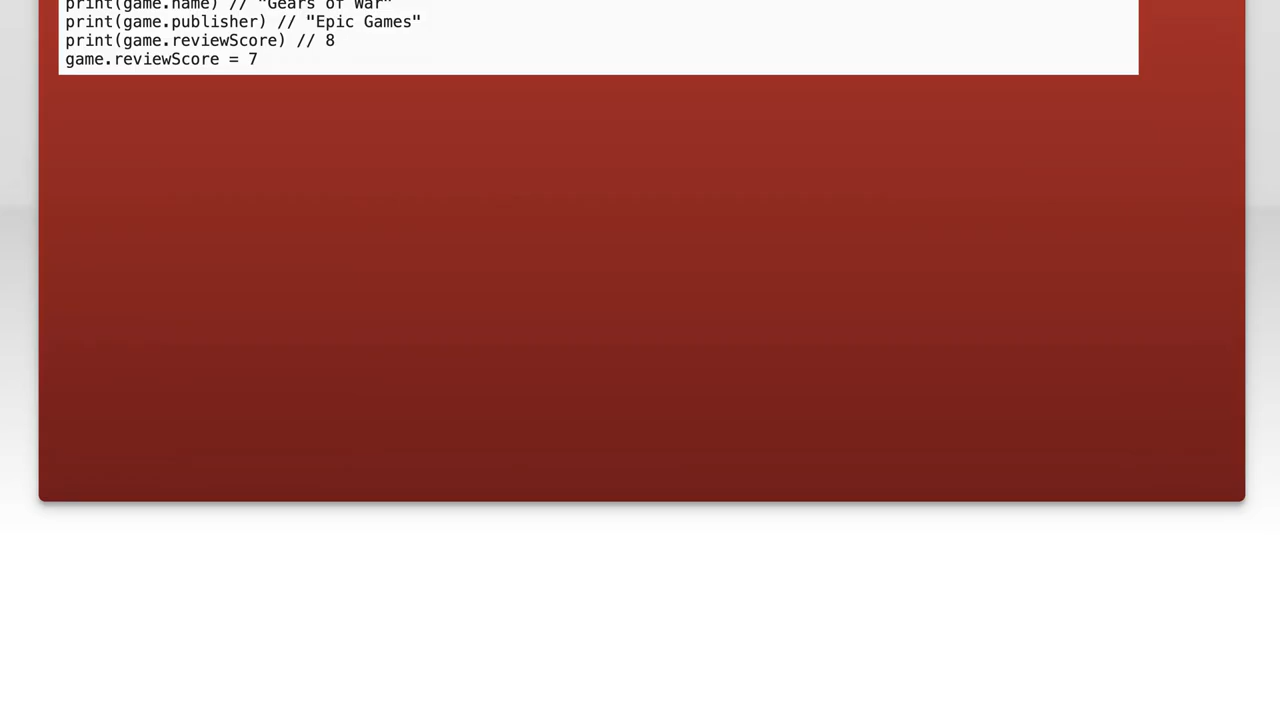 print(game.name) // "Gears of War"
print(game.publisher) // "Epic Games"
print(game.reviewScore) // 8
game.reviewScore = 7